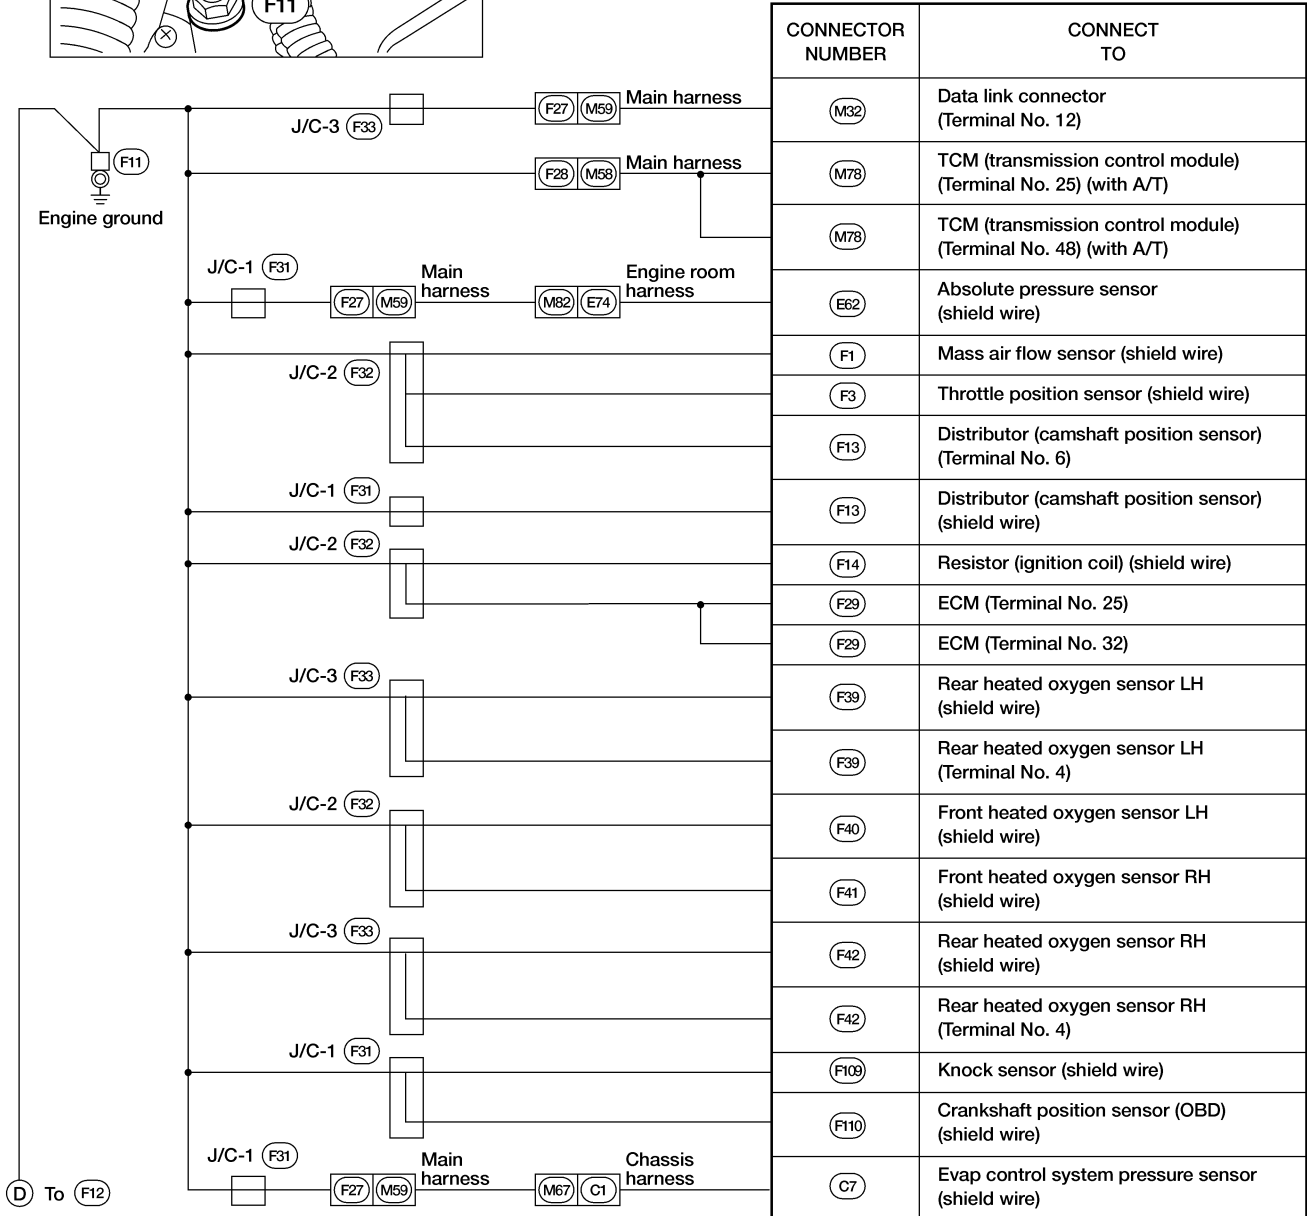 F11
CONNECTOR NUMBER
CONNECT TO
J/C-3 F33
F27 M59
Main harness
M32
Data link connector
(Terminal No. 12)
F11
Engine ground
F28 M58
Main harness
M78
TCM (transmission control module)
(Terminal No. 25) (with A/T)
M78
TCM (transmission control module)
(Terminal No. 48) (with A/T)
J/C-1 F31
F27 M59
Main
harness
M82 E74
Engine room
harness
E62
Absolute pressure sensor
(shield wire)
J/C-2 F32
F1
Mass air flow sensor (shield wire)
F3
Throttle position sensor (shield wire)
F13
Distributor (camshaft position sensor)
(Terminal No. 6)
J/C-1 F31
F13
Distributor (camshaft position sensor)
(shield wire)
J/C-2 F32
F14
Resistor (ignition coil) (shield wire)
F29
ECM (Terminal No. 25)
F29
ECM (Terminal No. 32)
J/C-3 F33
F39
Rear heated oxygen sensor LH
(shield wire)
F39
Rear heated oxygen sensor LH
(Terminal No. 4)
J/C-2 F32
F40
Front heated oxygen sensor LH
(shield wire)
F41
Front heated oxygen sensor RH
(shield wire)
J/C-3 F33
F42
Rear heated oxygen sensor RH
(shield wire)
F42
Rear heated oxygen sensor RH
(Terminal No. 4)
J/C-1 F31
F109
Knock sensor (shield wire)
F110
Crankshaft position sensor (OBD)
(shield wire)
J/C-1 F31
F27 M59
Main
harness
M67 C1
Chassis
harness
C7
Evap control system pressure sensor
(shield wire)
D To F12